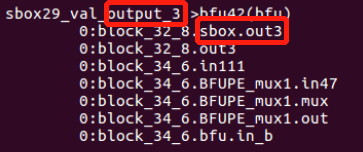 sbox29_val_output_3 >bfu42(bfu)
0:block_32_8.sbox.out3
0:block_32_8.out3
0:block_34_6.in111
0:block_34_6.BFUPE_mux1.in47
0:block_34_6.BFUPE_mux1.mux
0:block_34_6.BFUPE_mux1.out
0:block_34_6.bfu.in_b